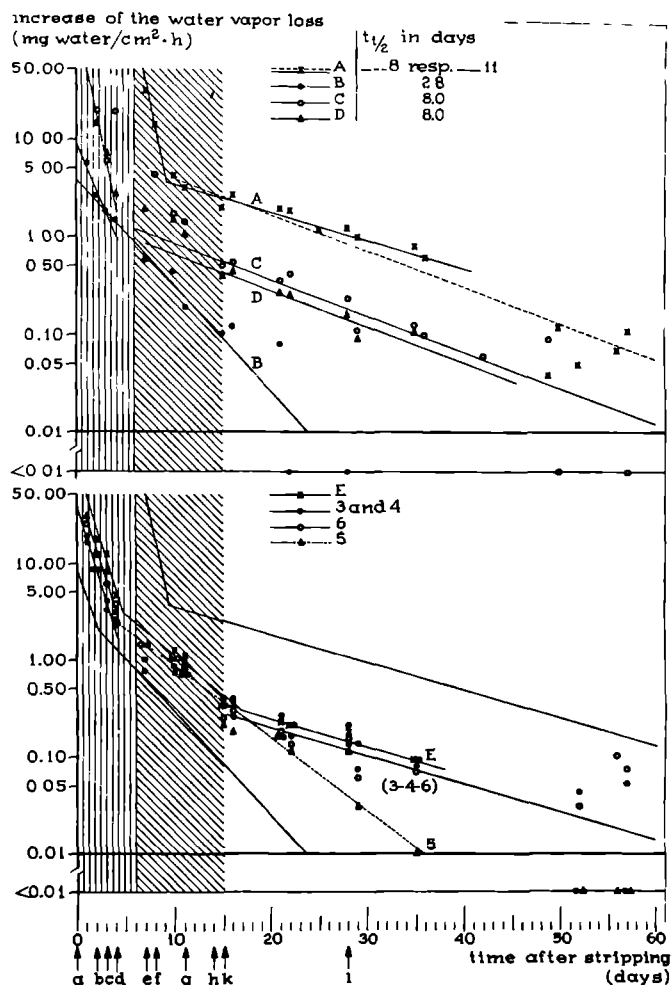 increase of the water vapor loss
(mg water/cm²·h)
t1/2 in days
A 8 resp. 11
B 2.8
C 8.0
D 8.0
50.00
10.00
5.00
1.00
0.50
0.10
0.05
0.01
<0.01
A
C
D
B
E
3 and 4
6
5
50.00
10.00
5.00
1.00
0.50
0.10
0.05
0.01
<0.01
E
(3-4-6)
5
0 10 20 30 40 50 60
time after stripping
(days)
a b c d e f g h k l